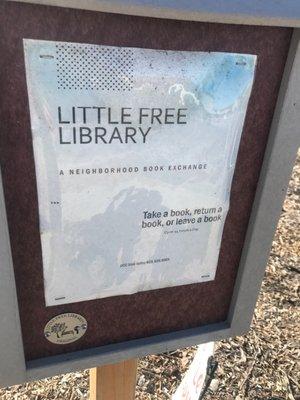 LITTLE FREE
LIBRARY
A NEIGHBORHOOD BOOK EXCHANGE
Take a book, return a
book, or leave a book